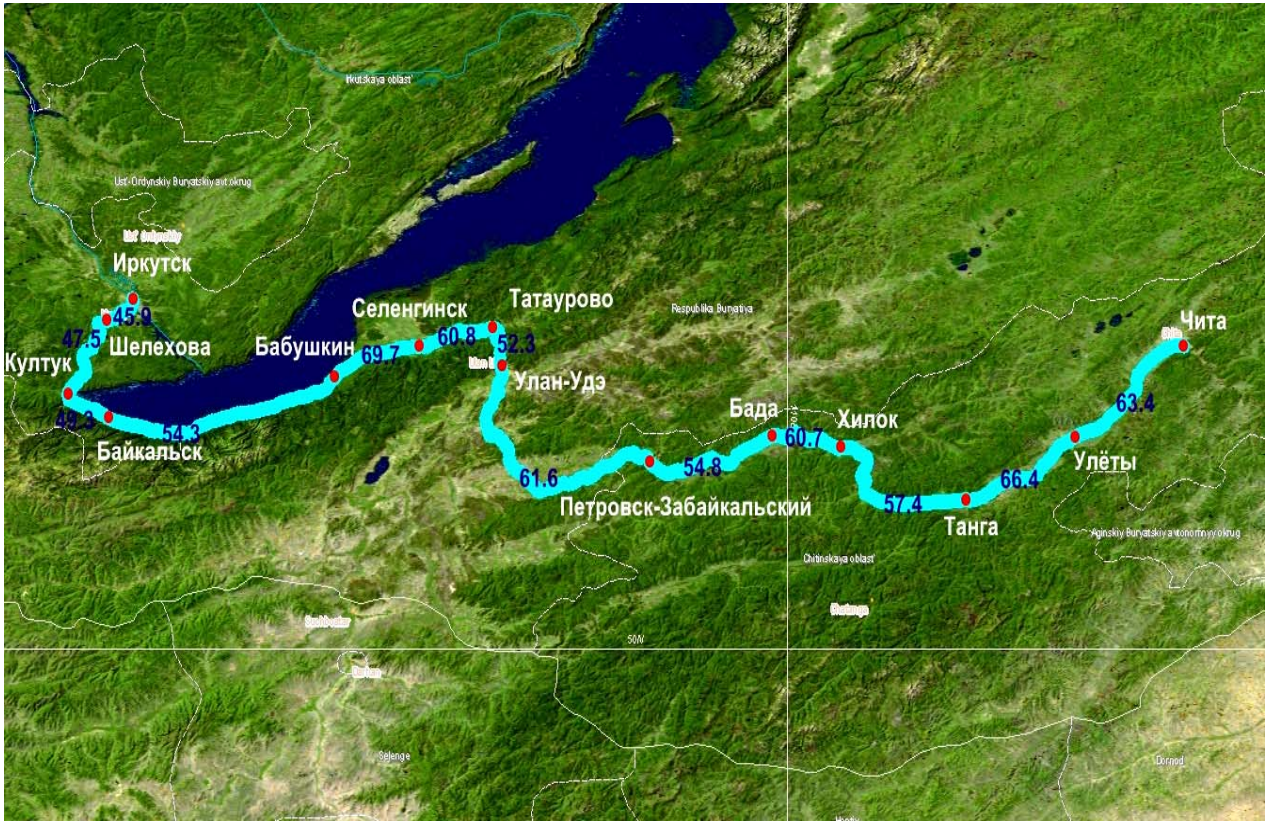 Irkutskaya oblast'
Ust'-Ordynskiy Buryatskiy avt okrug
Иркутск
45.9
47.5
Шелехова
Култук
49.3
Байкальск
54.3
Бабушкин
69.7
Селенгинск
60.8
Татаурово
52.3
Улан-Удэ
Respublika Buryatiya
61.6
Петровск-Забайкальский
54.8
Бада
60.7
Хилок
57.4
Танга
66.4
Улёты
63.4
Чита
Aginskiy Buryatskiy avtonomnyy okrug
Chitinskaya oblast'
50N
Selenge
Dornod